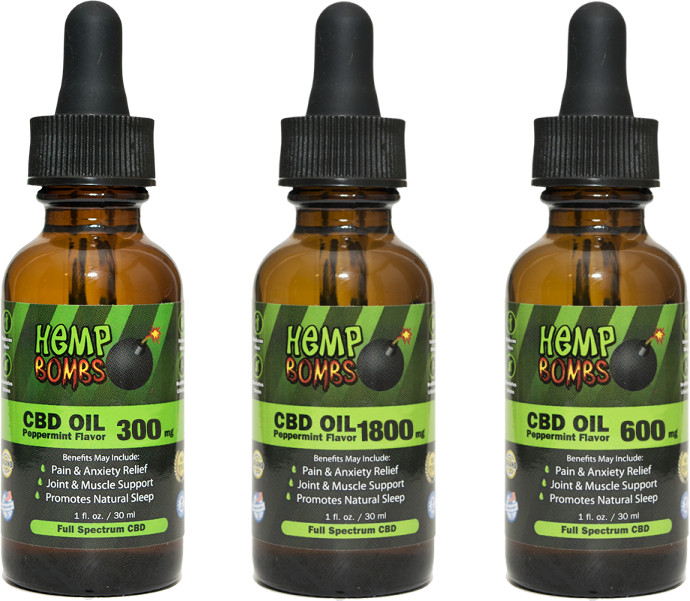 HEMP
BOMBS
CBD OIL 300 mg
Peppermint Flavor
Benefits May Include:
Pain & Anxiety Relief
Joint & Muscle Support
Promotes Natural Sleep
1 fl. oz. / 30 ml
Full Spectrum CBD
HEMP
BOMBS
CBD OIL 1800 mg
Peppermint Flavor
Benefits May Include:
Pain & Anxiety Relief
Joint & Muscle Support
Promotes Natural Sleep
1 fl. oz. / 30 ml
Full Spectrum CBD
HEMP
BOMBS
CBD OIL 600 mg
Peppermint Flavor
Benefits May Include:
Pain & Anxiety Relief
Joint & Muscle Support
Promotes Natural Sleep
1 fl. oz. / 30 ml
Full Spectrum CBD